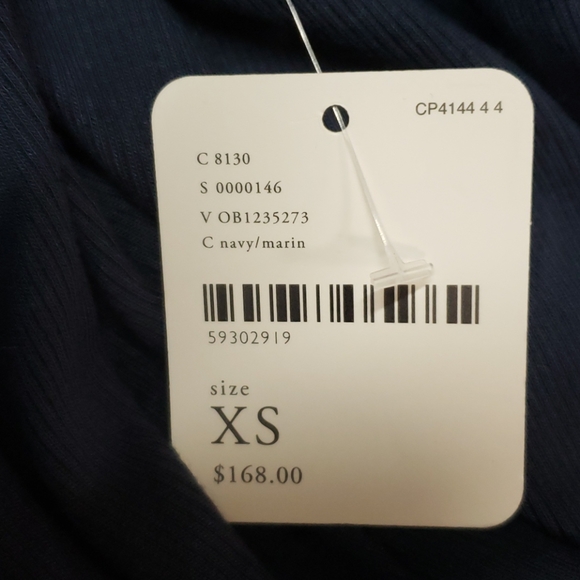 CP4144 4 4
C 8130
S 0000146
V OB1235273
C navy/marin
59302919
size
XS
$168.00